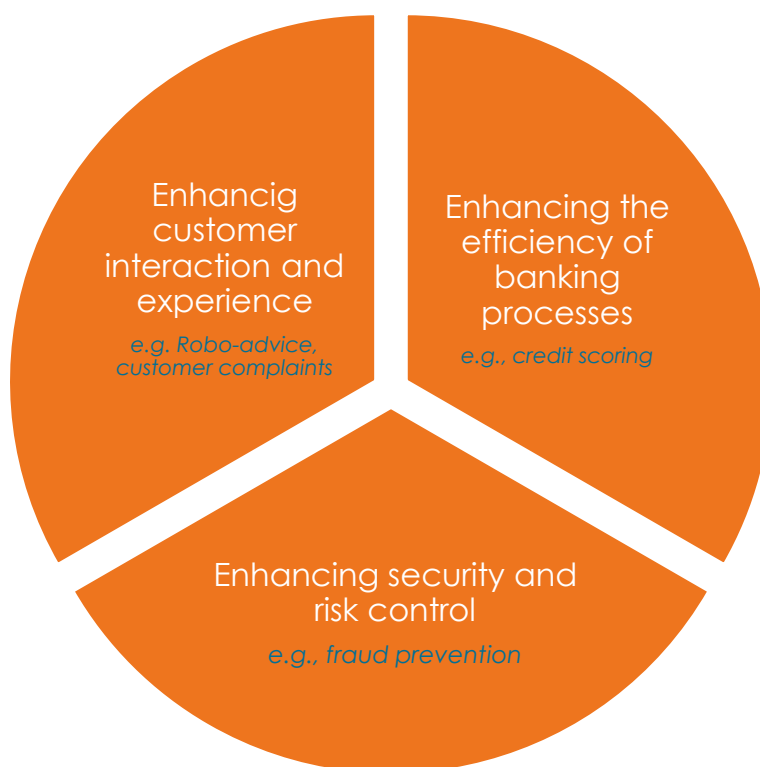 Enhancig
customer
interaction and
experience
e.g. Robo-advice,
customer complaints
Enhancing the
efficiency of
banking
processes
e.g., credit scoring
Enhancing security and
risk control
e.g., fraud prevention